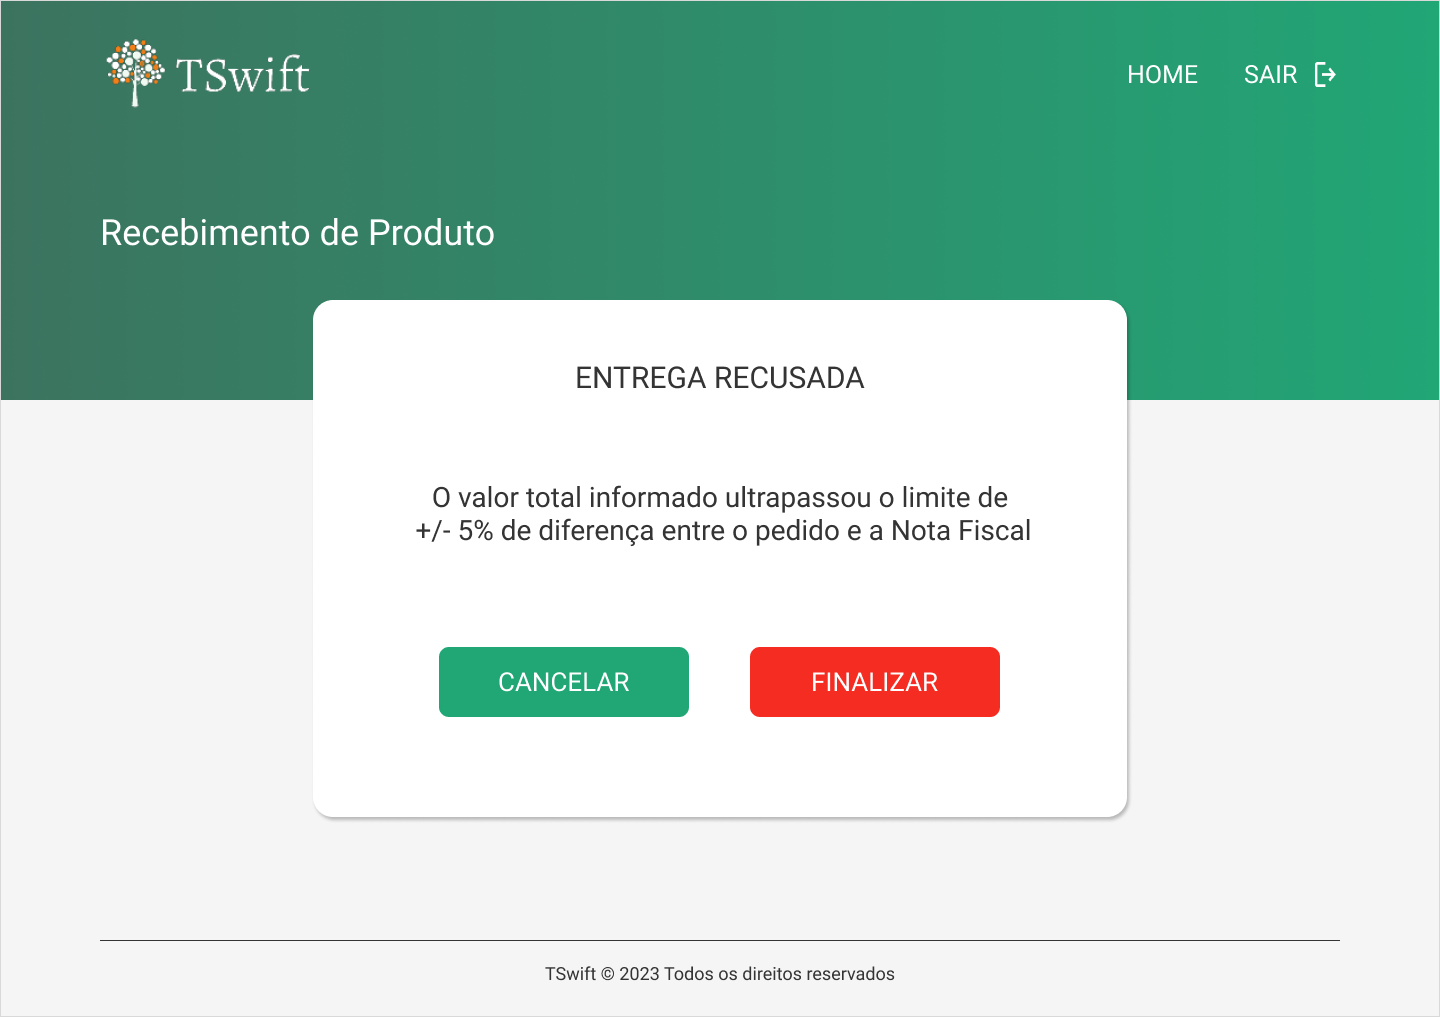 TSwift
HOME
SAIR
Recebimento de Produto
ENTREGA RECUSADA
O valor total informado ultrapassou o limite de
+/- 5% de diferença entre o pedido e a Nota Fiscal
CANCELAR
FINALIZAR
TSwift © 2023 Todos os direitos reservados